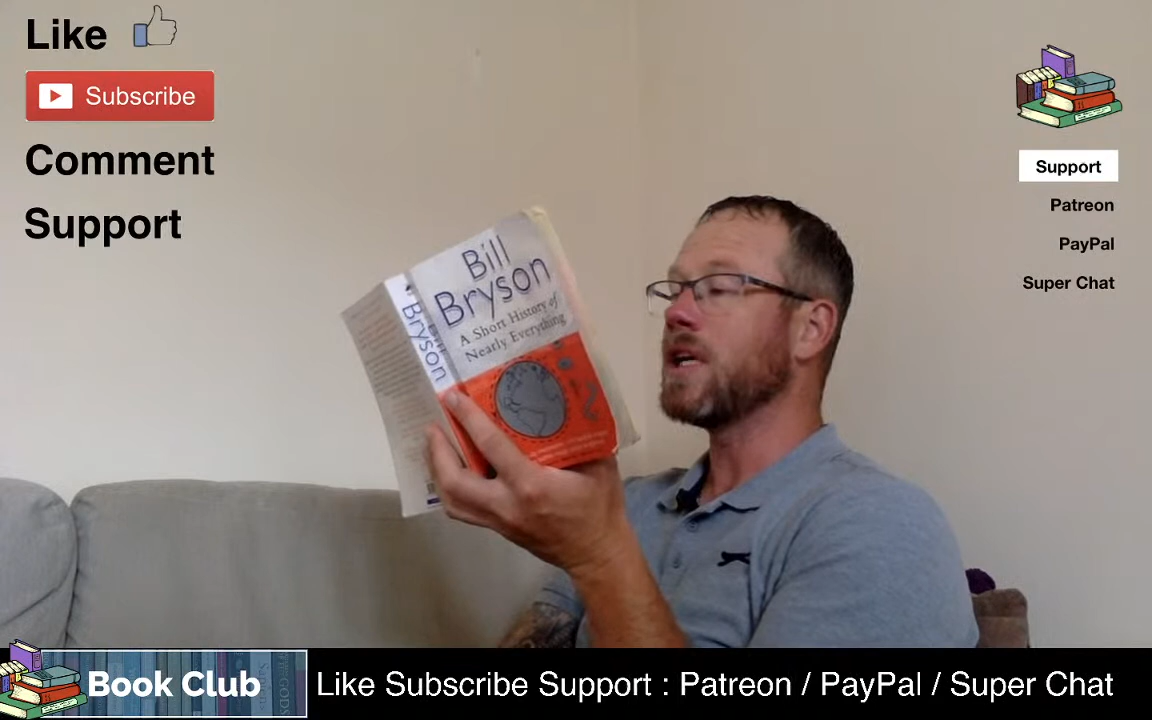 Like
Subscribe
Comment
Support
Support
Patreon
PayPal
Super Chat
Bill
Bryson
A Short History of
Nearly Everything
Bill
Bryson
Book Club
Like Subscribe Support : Patreon / PayPal / Super Chat